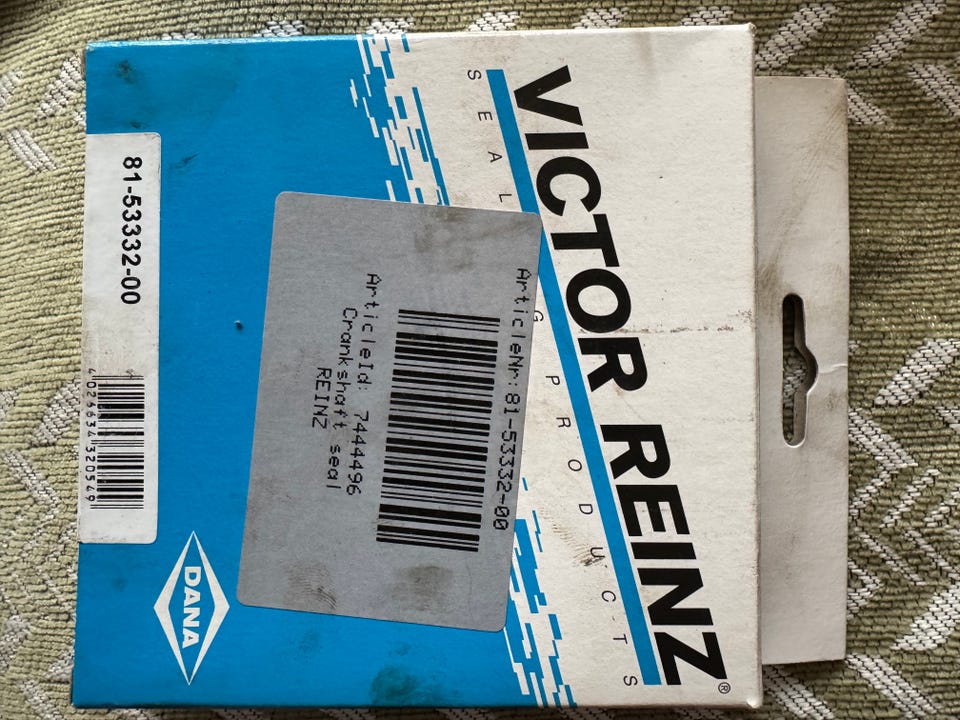 VICTOR REINZ®
SEALING PRODUCTS
ArticleNr:81-53332-00
ArticleId: 7444496
Crankshaft seal
REINZ
81-53332-00
4026634320549
DANA